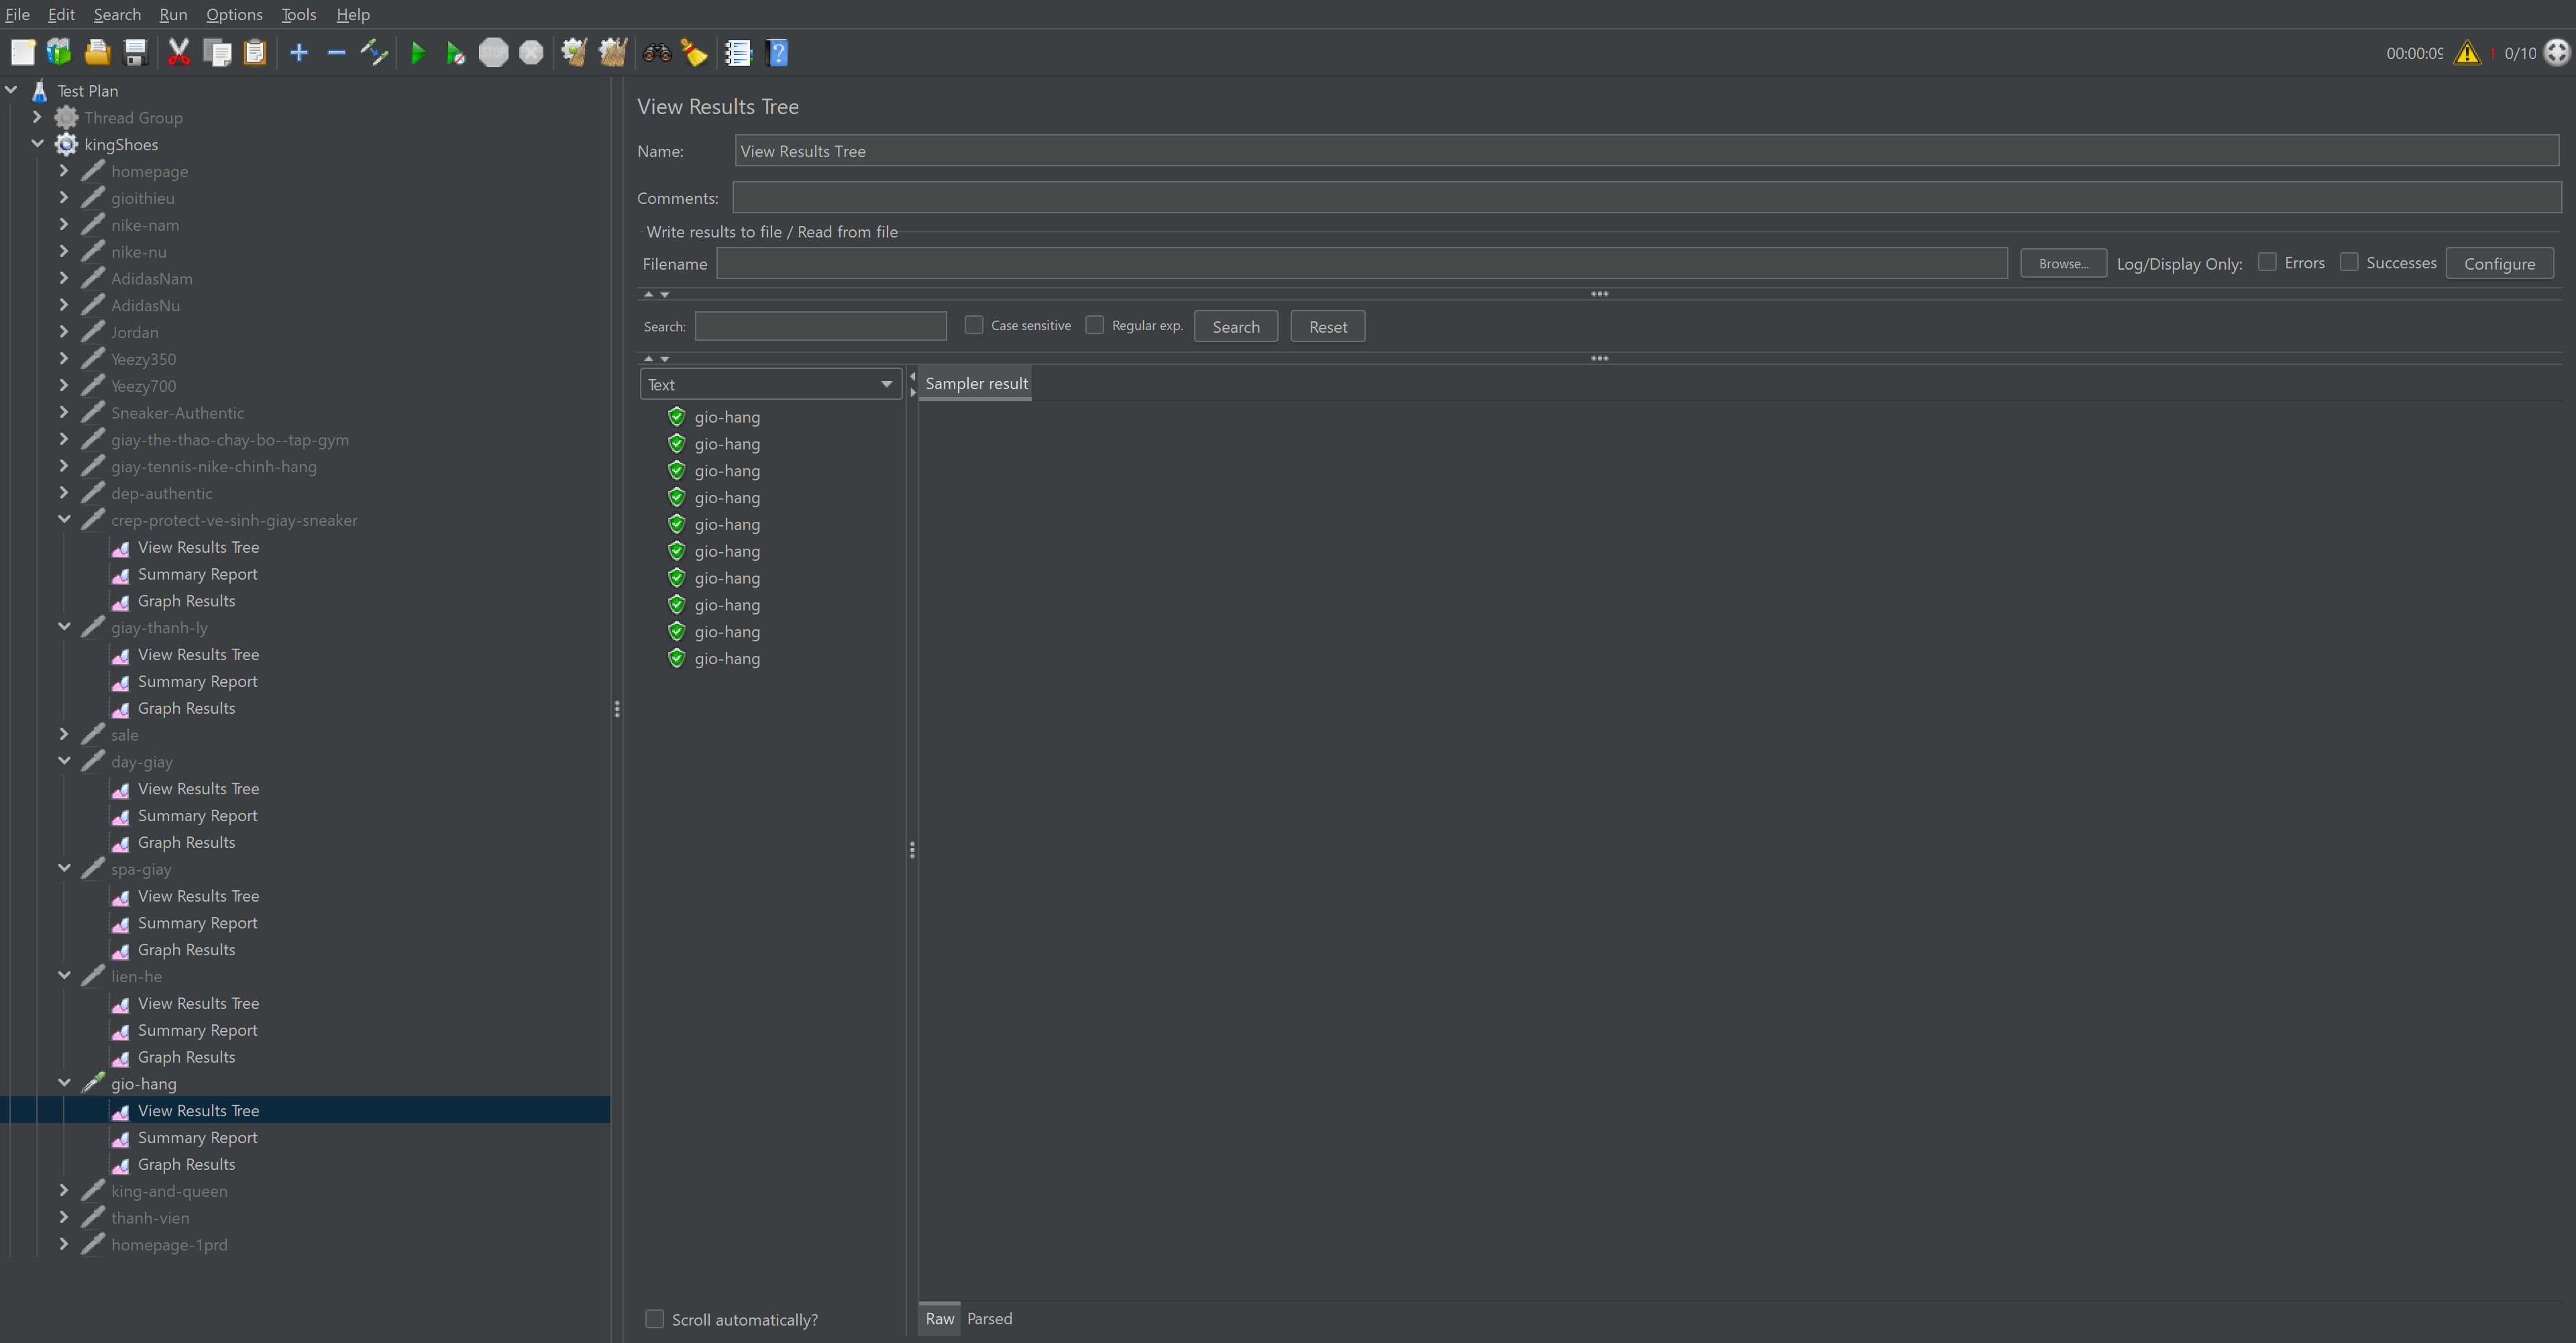 File Edit Search Run Options Tools Help
STOP
00:00:09 1 0/10
Test Plan
Thread Group
kingShoes
homepage
gioithieu
nike-nam
nike-nu
AdidasNam
AdidasNu
Jordan
Yeezy350
Yeezy700
Sneaker-Authentic
giay-the-thao-chay-bo--tap-gym
giay-tennis-nike-chinh-hang
dep-authentic
crep-protect-ve-sinh-giay-sneaker
View Results Tree
Summary Report
Graph Results
giay-thanh-ly
View Results Tree
Summary Report
Graph Results
sale
day-giay
View Results Tree
Summary Report
Graph Results
spa-giay
View Results Tree
Summary Report
Graph Results
lien-he
View Results Tree
Summary Report
Graph Results
gio-hang
View Results Tree
Summary Report
Graph Results
king-and-queen
thanh-vien
homepage-1prd
View Results Tree
Name: View Results Tree
Comments:
Write results to file / Read from file
Filename Browse... Log/Display Only: Errors Successes Configure
Search: Case sensitive Regular exp. Search Reset
Text
Sampler result
gio-hang
gio-hang
gio-hang
gio-hang
gio-hang
gio-hang
gio-hang
gio-hang
gio-hang
gio-hang
Scroll automatically?
Raw Parsed